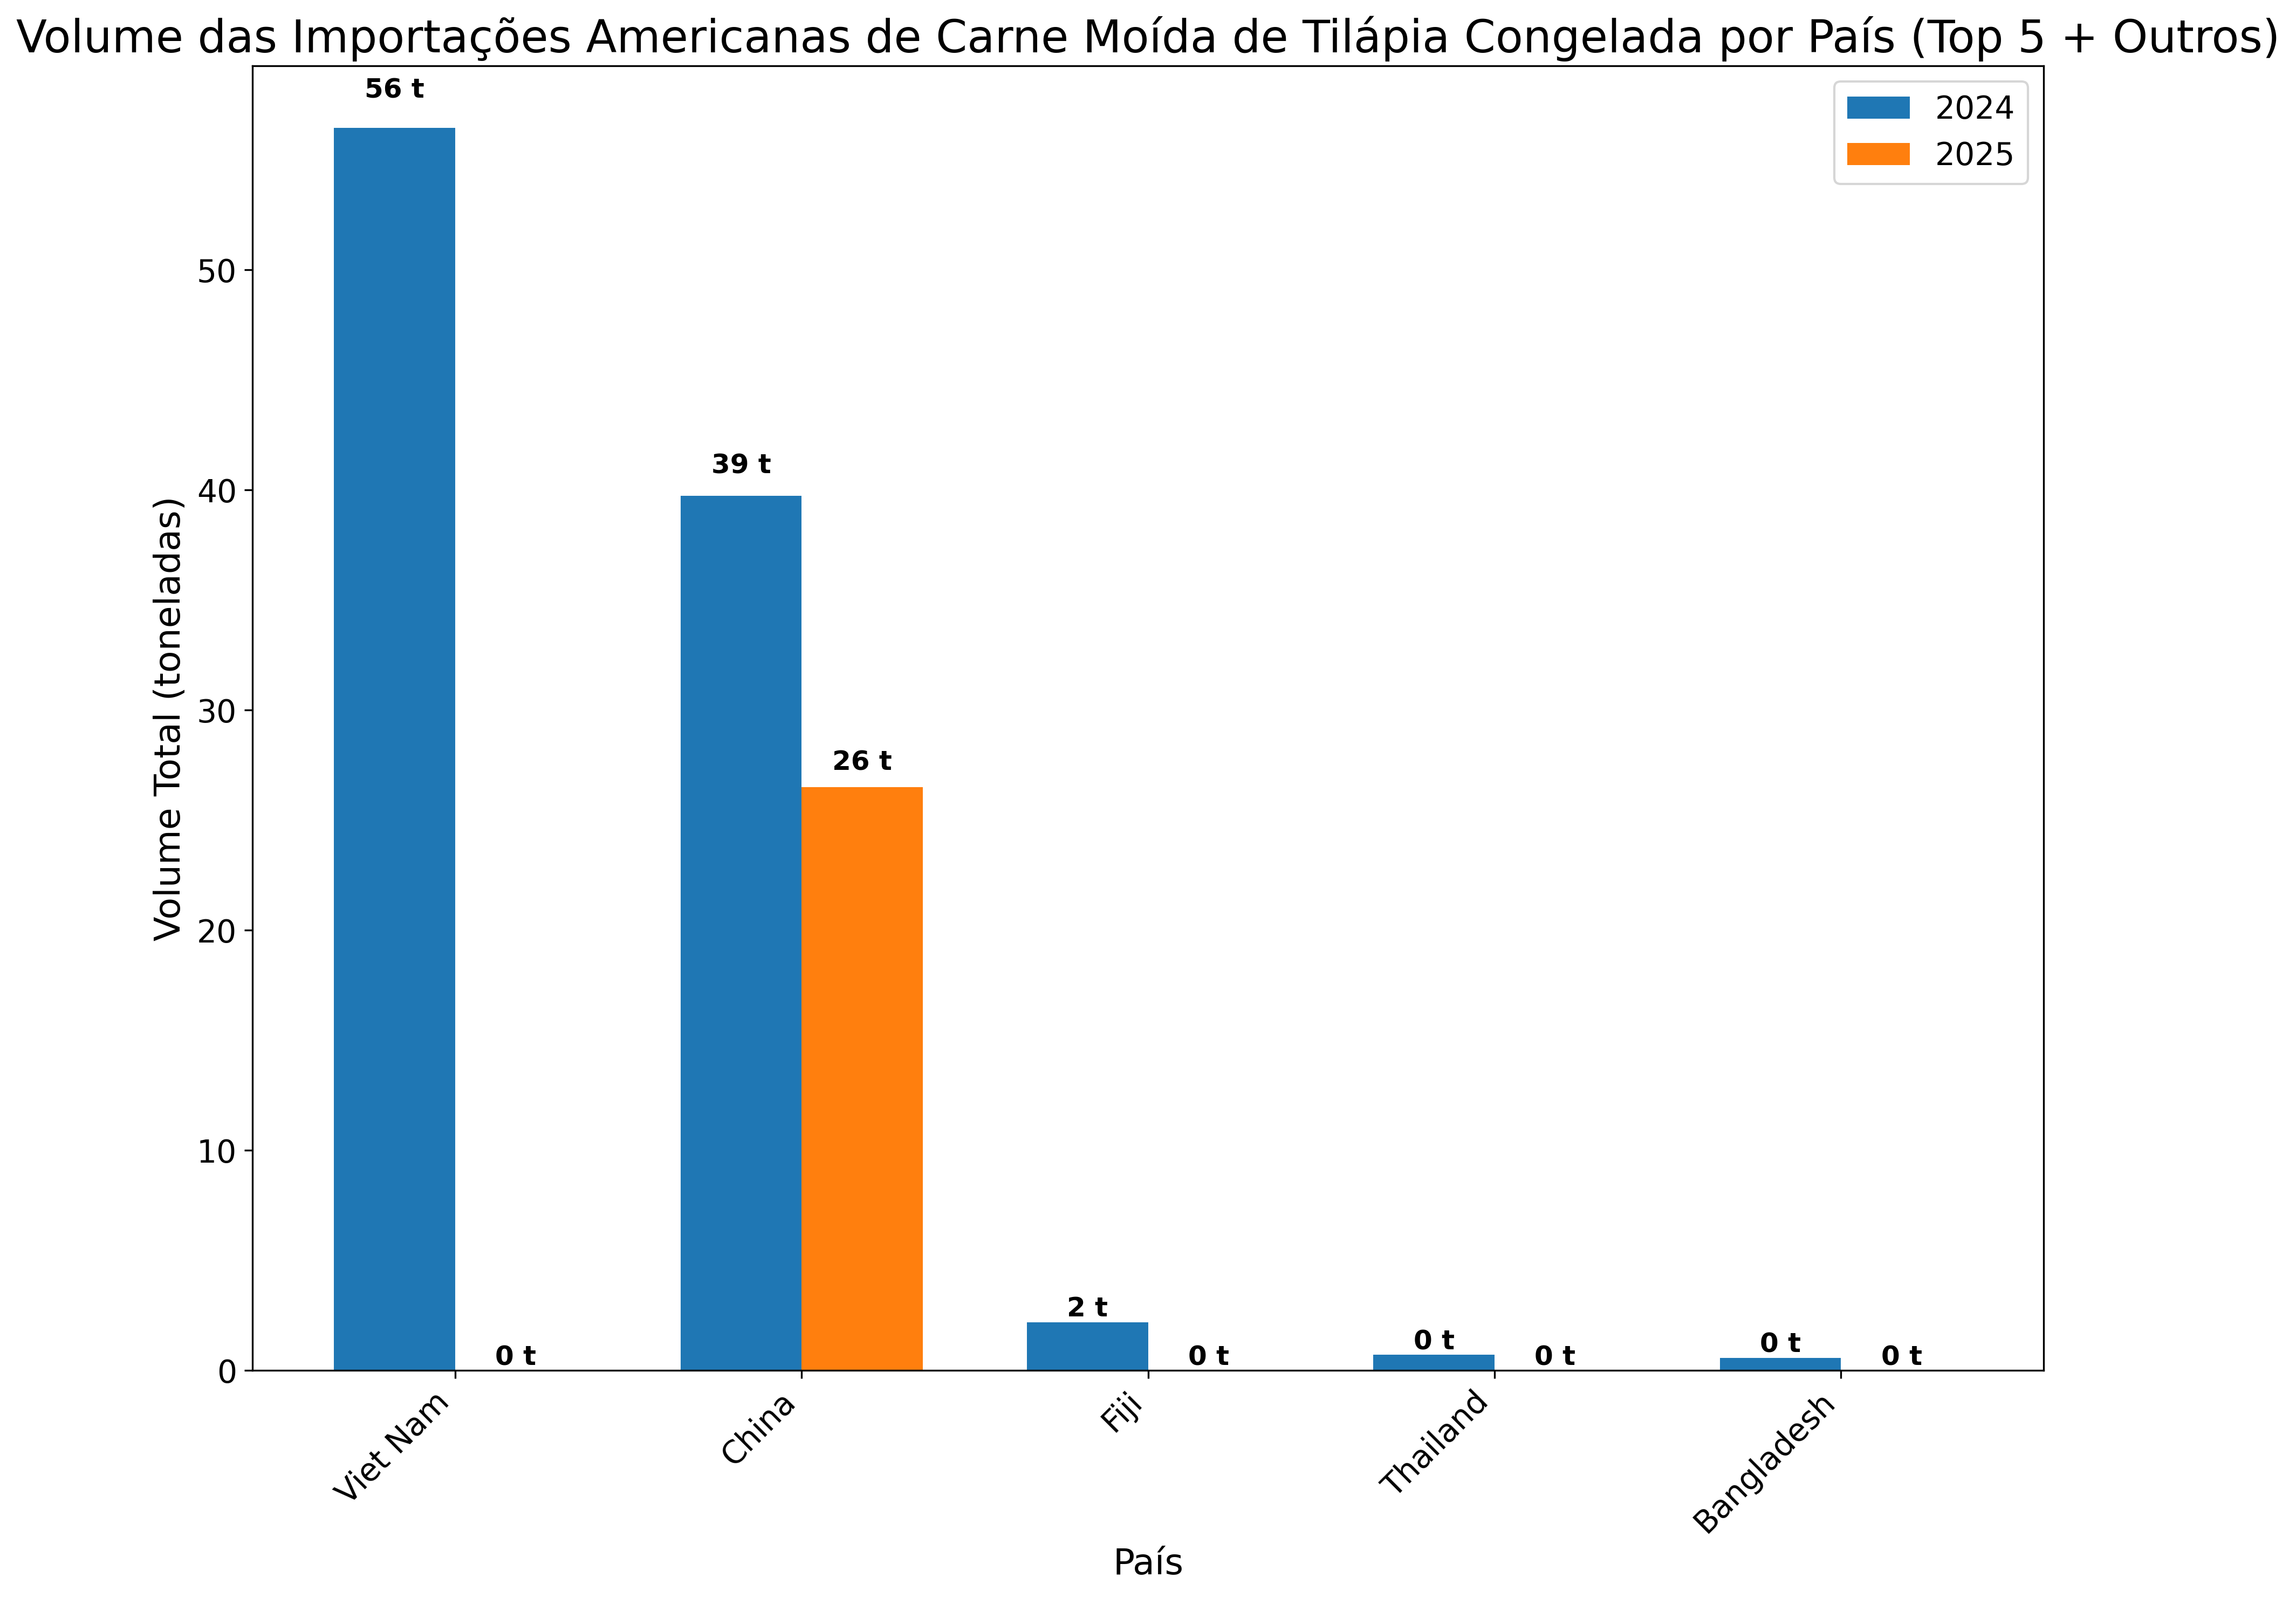 Volume das Importações Americanas de Carne Moída de Tilápia Congelada por País (Top 5 + Outros)
2024
2025
Volume Total (toneladas)
50
40
30
20
10
0
56 t
0 t
39 t
26 t
2 t
0 t
0 t
0 t
0 t
0 t
Viet Nam
China
Fiji
Thailand
Bangladesh
País